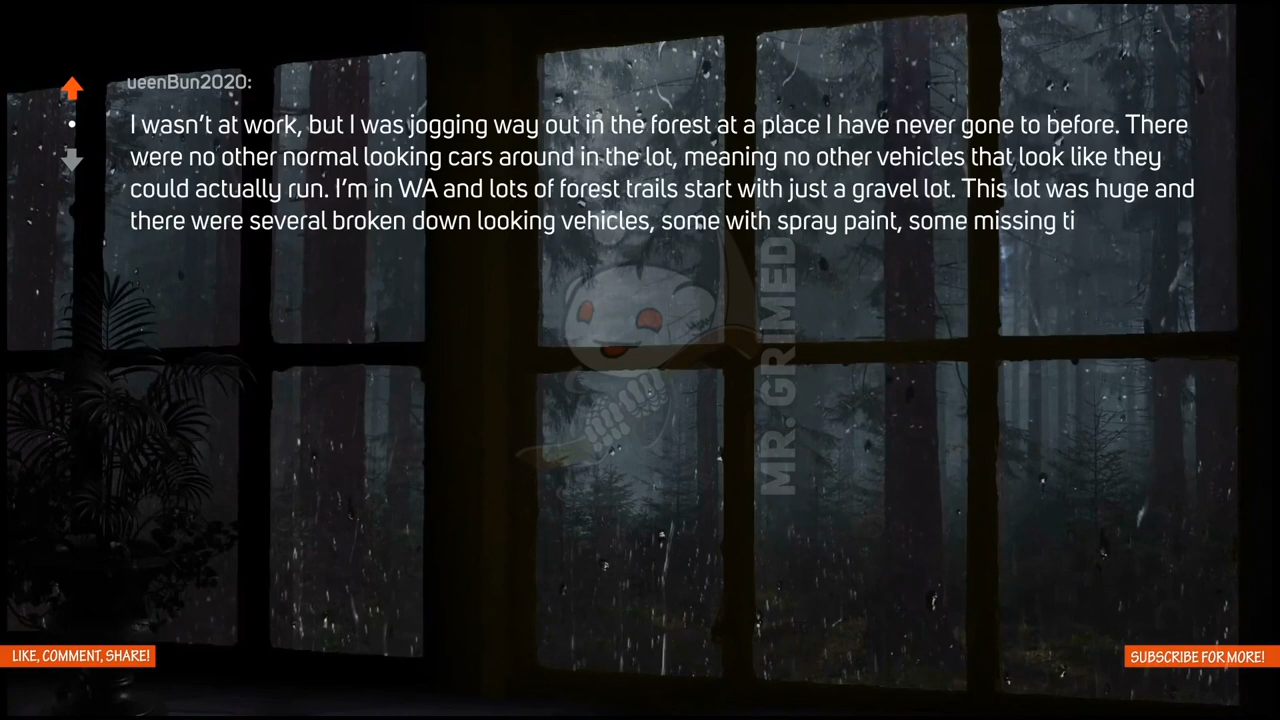 ueenBun2020:
I wasn't at work, but I was jogging way out in the forest at a place I have never gone to before. There
were no other normal looking cars around in the lot, meaning no other vehicles that look like they
could actually run. I'm in WA and lots of forest trails start with just a gravel lot. This lot was huge and
there were several broken down looking vehicles, some with spray paint, some missing ti
MR. GRIMED
LIKE, COMMENT, SHARE!
SUBSCRIBE FOR MORE!